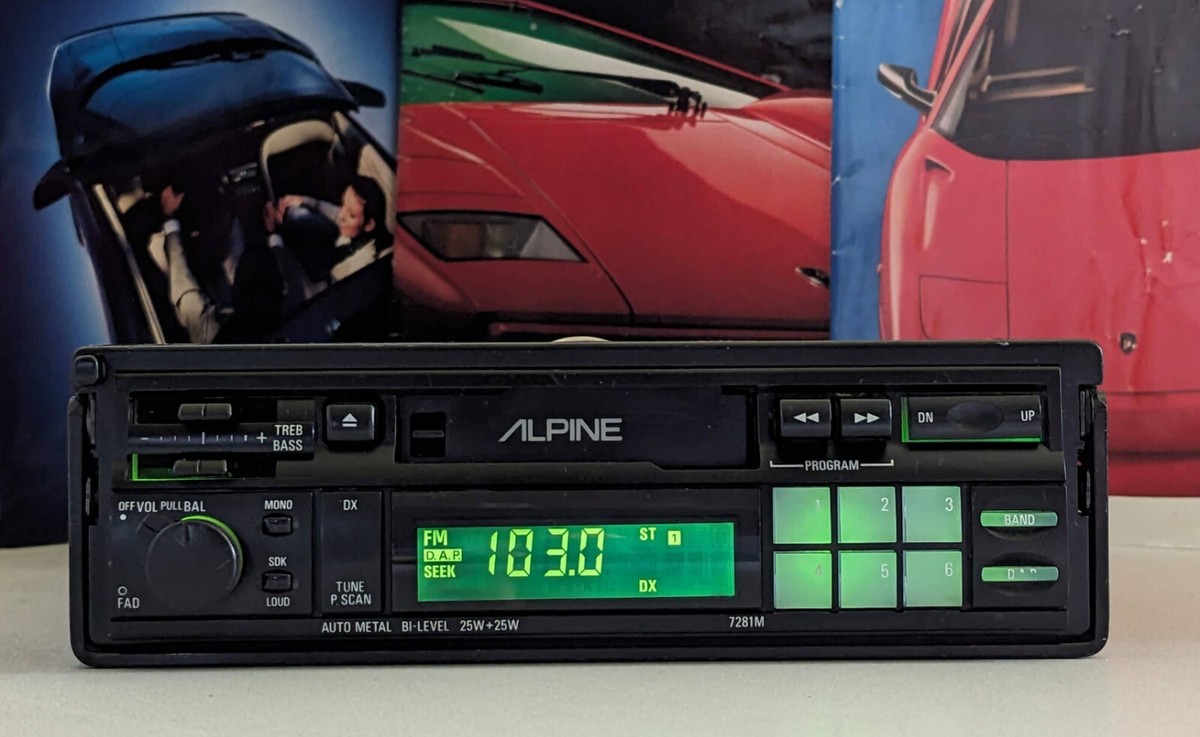 TREB
BASS
- +
ALPINE
DN UP
PROGRAM
OFF VOL PULL BAL
MONO
DX
SDK
LOUD
FAD
TUNE
P.SCAN
FM
D.A.P.
SEEK
103.0
ST 1
DX
1 2 3
4 5 6
BAND
D.A.P.
AUTO METAL BI-LEVEL 25W+25W
7281M